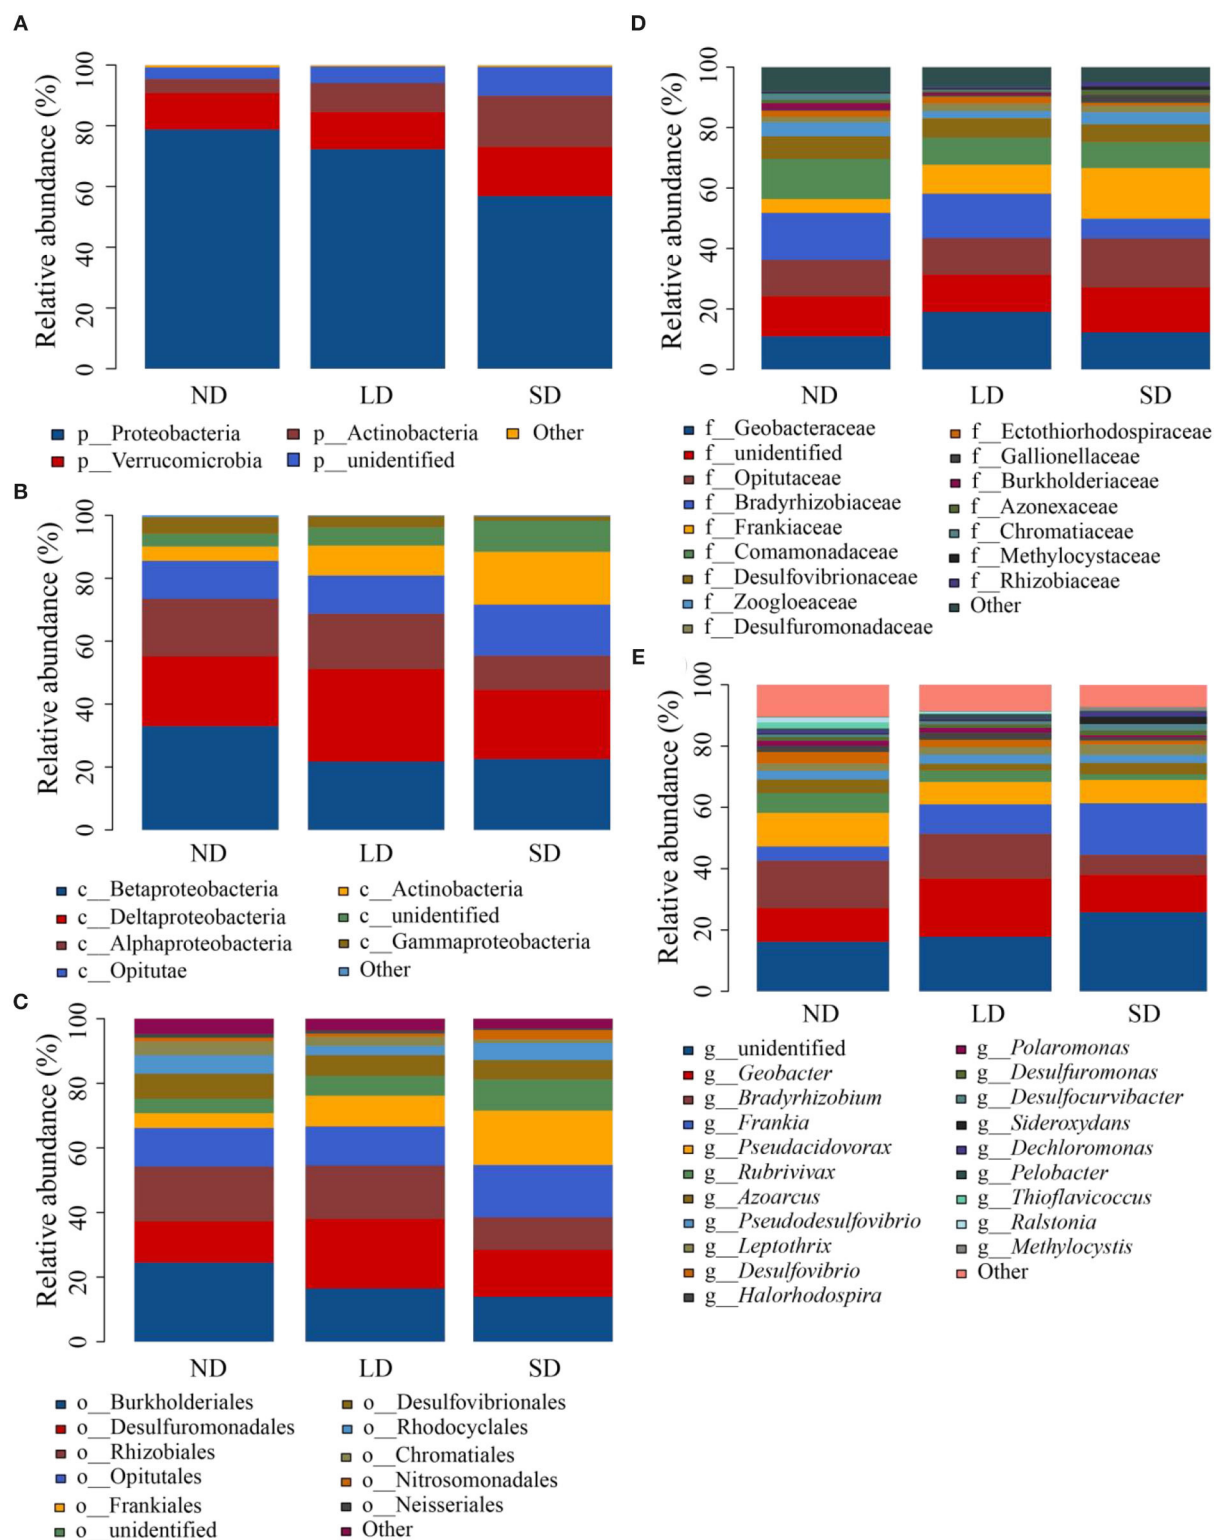 A
Relative abundance (%)
0 20 40 60 80 100
ND LD SD
p__Proteobacteria p__Actinobacteria Other
p__Verrucomicrobia p__unidentified
B
Relative abundance (%)
0 20 40 60 80 100
ND LD SD
c__Betaproteobacteria c__Actinobacteria
c__Deltaproteobacteria c__unidentified
c__Alphaproteobacteria c__Gammaproteobacteria
c__Opitutae Other
C
Relative abundance (%)
0 20 40 60 80 100
ND LD SD
o__Burkholderiales o__Desulfovibrionales
o__Desulfuromonadales o__Rhodocyclales
o__Rhizobiales o__Chromatiales
o__Opitutales o__Nitrosomonadales
o__Frankiales o__Neisseriales
o__unidentified Other
D
Relative abundance (%)
0 20 40 60 80 100
ND LD SD
f__Geobacteraceae f__Ectothiorhodospiraceae
f__unidentified f__Gallionellaceae
f__Opitutaceae f__Burkholderiaceae
f__Bradyrhizobiaceae f__Azonexaceae
f__Frankiaceae f__Chromatiaceae
f__Comamonadaceae f__Methylocystaceae
f__Desulfovibrionaceae f__Rhizobiaceae
f__Zoogloeaceae Other
f__Desulfuromonadaceae
E
Relative abundance (%)
0 20 40 60 80 100
ND LD SD
g__unidentified g__Polaromonas
g__Geobacter g__Desulfuromonas
g__Bradyrhizobium g__Desulfocurvibacter
g__Frankia g__Sideroxydans
g__Pseudacidovorax g__Dechloromonas
g__Rubrivivax g__Pelobacter
g__Azoarcus g__Thioflavicoccus
g__Pseudodesulfovibrio g__Ralstonia
g__Leptothrix g__Methylocystis
g__Desulfovibrio Other
g__Halorhodospira